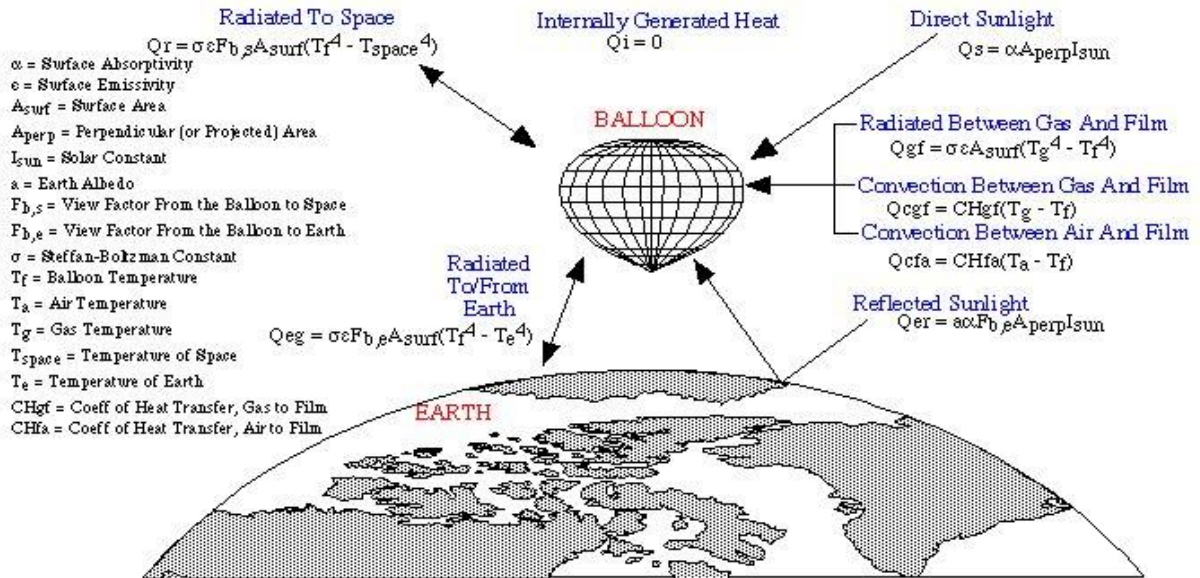 Radiated To Space
Qr = σεFb,sAsurf(Tf4 - Tspace4)
Internally Generated Heat
Qi = 0
Direct Sunlight
Qs = αAperpIsun
α = Surface Absorptivity
ε = Surface Emissivity
Asurf = Surface Area
Aperp = Perpendicular (or Projected) Area
Isun = Solar Constant
a = Earth Albedo
Fb,s = View Factor From the Balloon to Space
Fb,e = View Factor From the Balloon to Earth
σ = Steffan-Boltzman Constant
Tf = Balloon Temperature
Ta = Air Temperature
Tg = Gas Temperature
Tspace = Temperature of Space
Te = Temperature of Earth
CHgf = Coeff of Heat Transfer, Gas to Film
CHfa = Coeff of Heat Transfer, Air to Film
BALLOON
Radiated Between Gas And Film
Qgf = σεAsurf(Tg4 - Tf4)
Convection Between Gas And Film
Qcgf = CHgf(Tg - Tf)
Convection Between Air And Film
Qcfa = CHfa(Ta - Tf)
Radiated
To/From
Earth
Qeg = σεFb,eAsurf(Tf4 - Te4)
Reflected Sunlight
Qer = aαFb,eAperpIsun
EARTH